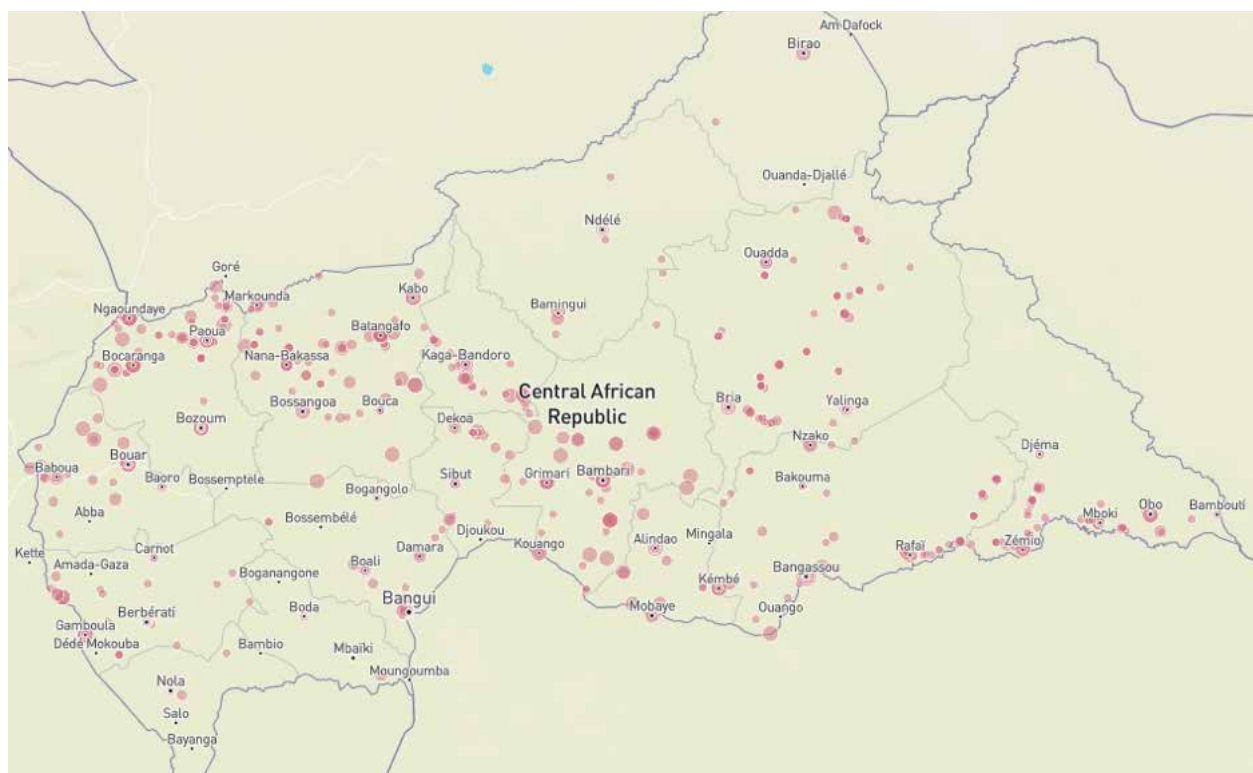 Am Dafock
Birao
Ouanda-Djallé
Ndélé
Ouadda
Goré
Kabo
Markounda
Ngaoundaye
Bamingui
Paoua
Batangafo
Bocaranga
Nana-Bakassa
Kaga-Bandoro
Central African
Republic
Bossangoa
Bouca
Bria
Yalinga
Bozoum
Dekoa
Nzako
Djéma
Baboua
Bouar
Baoro
Bossemptele
Sibut
Grimari
Bambari
Bakouma
Bogangolo
Abba
Bossembélé
Mboki
Obo
Bambouti
Djoukou
Kette
Carnot
Damara
Kouango
Alindao
Mingala
Rafaï
Zémio
Amada-Gaza
Boganangone
Boali
Kémbé
Bangassou
Bangui
Berbérati
Boda
Mobaye
Ouango
Gamboula
Dédé Mokouba
Bambio
Mbaïki
Moungoumba
Nola
Salo
Bayanga